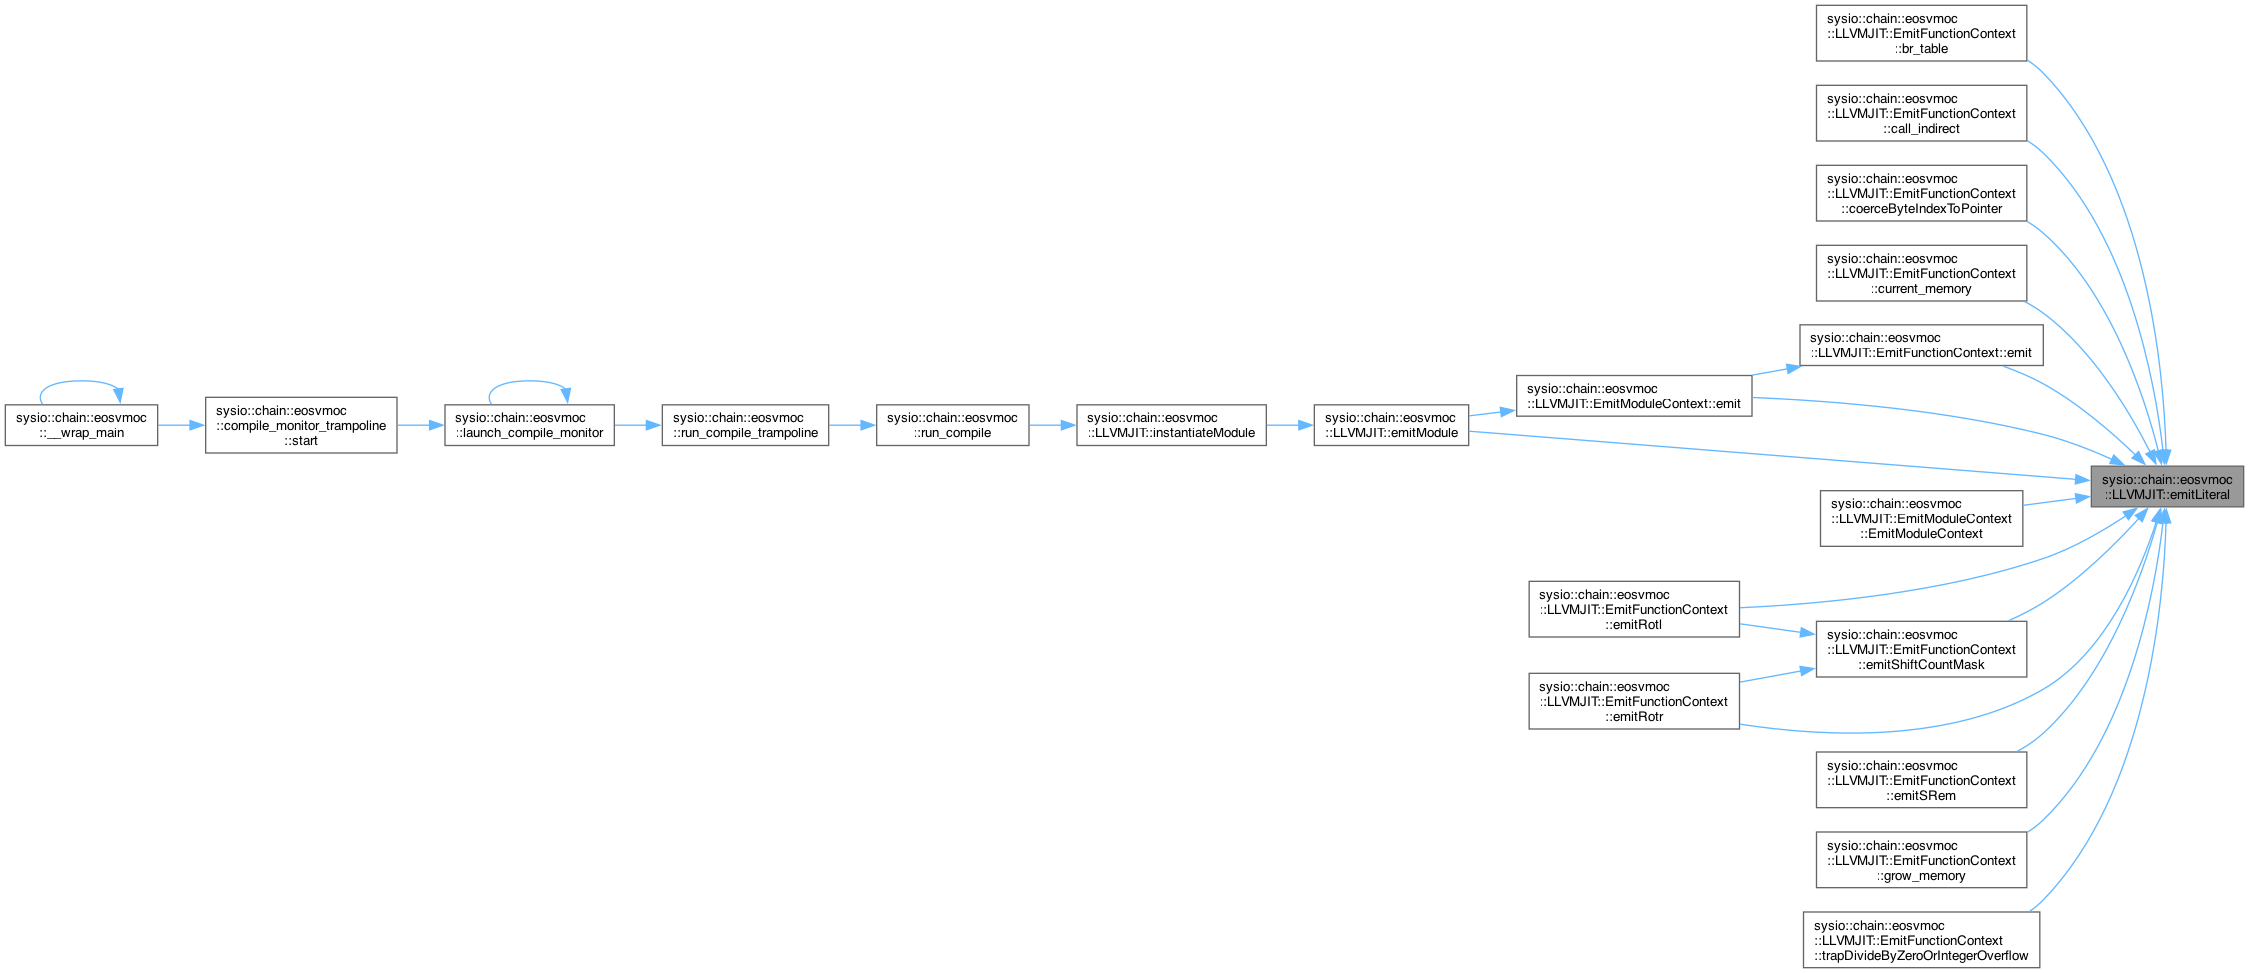 sysio::chain::eosvmoc
::__wrap_main
sysio::chain::eosvmoc
::compile_monitor_trampoline
::start
sysio::chain::eosvmoc
::launch_compile_monitor
sysio::chain::eosvmoc
::run_compile_trampoline
sysio::chain::eosvmoc
::run_compile
sysio::chain::eosvmoc
::LLVMJIT::instantiateModule
sysio::chain::eosvmoc
::LLVMJIT::emitModule
sysio::chain::eosvmoc
::LLVMJIT::EmitModuleContext::emit
sysio::chain::eosvmoc
::LLVMJIT::EmitFunctionContext
::emitRotl
sysio::chain::eosvmoc
::LLVMJIT::EmitFunctionContext
::emitRotr
sysio::chain::eosvmoc
::LLVMJIT::EmitFunctionContext
::br_table
sysio::chain::eosvmoc
::LLVMJIT::EmitFunctionContext
::call_indirect
sysio::chain::eosvmoc
::LLVMJIT::EmitFunctionContext
::coerceByteIndexToPointer
sysio::chain::eosvmoc
::LLVMJIT::EmitFunctionContext
::current_memory
sysio::chain::eosvmoc
::LLVMJIT::EmitFunctionContext::emit
sysio::chain::eosvmoc
::LLVMJIT::EmitModuleContext
::EmitModuleContext
sysio::chain::eosvmoc
::LLVMJIT::EmitFunctionContext
::emitShiftCountMask
sysio::chain::eosvmoc
::LLVMJIT::EmitFunctionContext
::emitSRem
sysio::chain::eosvmoc
::LLVMJIT::EmitFunctionContext
::grow_memory
sysio::chain::eosvmoc
::LLVMJIT::EmitFunctionContext
::trapDivideByZeroOrIntegerOverflow
sysio::chain::eosvmoc
::LLVMJIT::emitLiteral